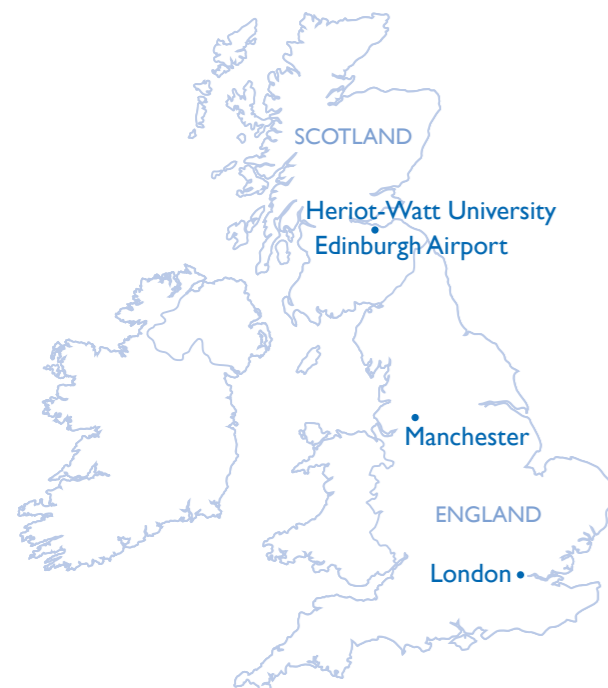 SCOTLAND
Heriot-Watt University
Edinburgh Airport
Manchester
ENGLAND
London